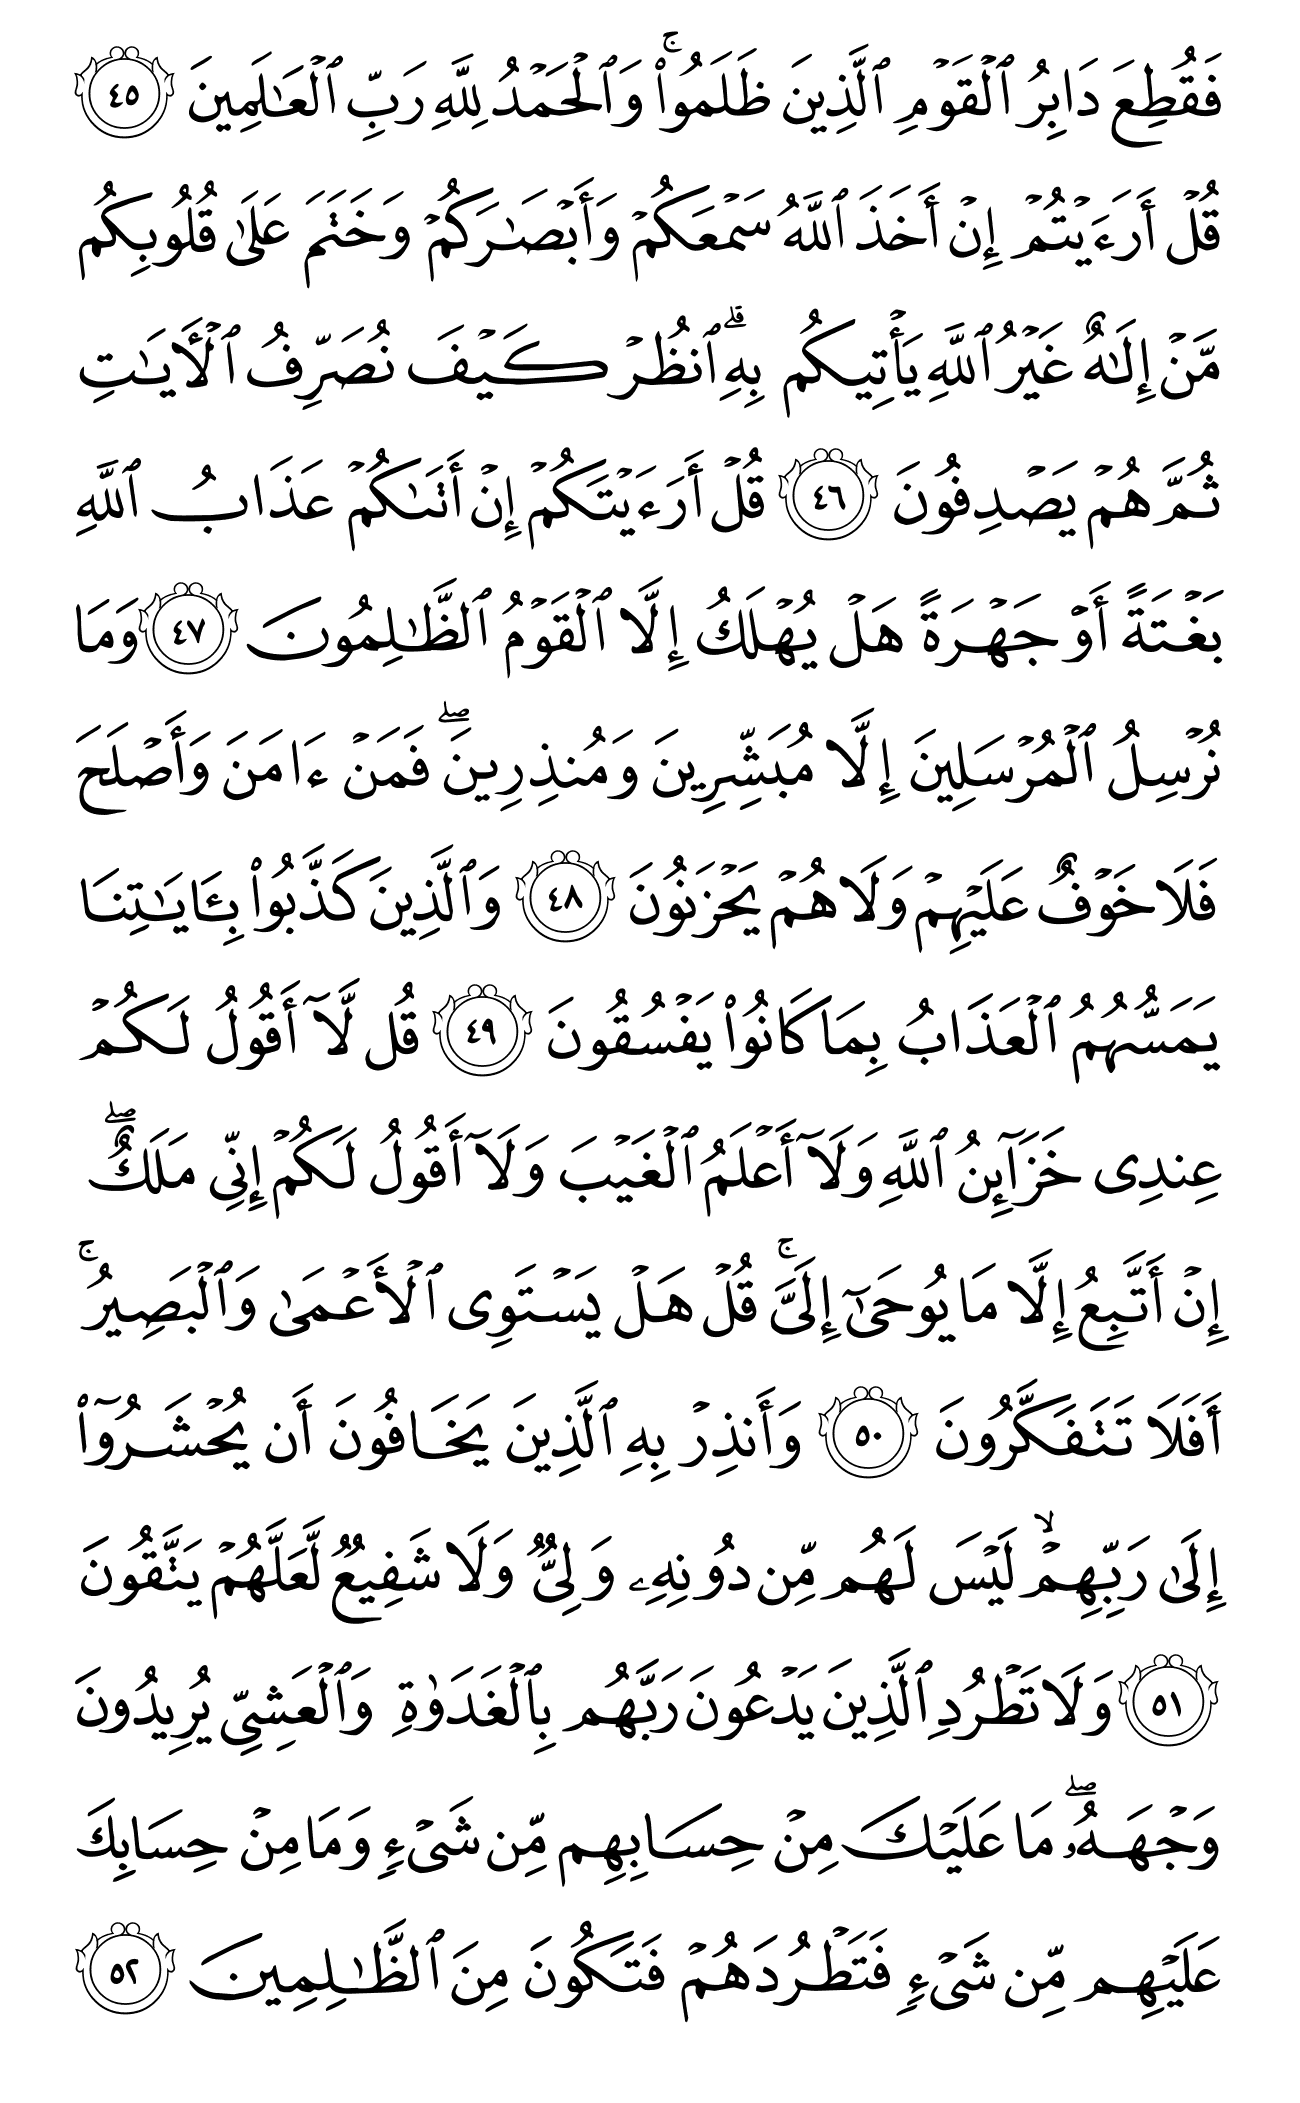 فَقُطِعَ دَابِرُ ٱلۡقَوۡمِ ٱلَّذِينَ ظَلَمُواْۚ وَٱلۡحَمۡدُ لِلَّهِ رَبِّ ٱلۡعَٰلَمِينَ ٤٥
قُلۡ أَرَءَيۡتُمۡ إِنۡ أَخَذَ ٱللَّهُ سَمۡعَكُمۡ وَأَبۡصَٰرَكُمۡ وَخَتَمَ عَلَىٰ قُلُوبِكُم
مَّنۡ إِلَٰهٌ غَيۡرُ ٱللَّهِ يَأۡتِيكُم بِهِۗ ٱنظُرۡ كَيۡفَ نُصَرِّفُ ٱلۡأٓيَٰتِ
ثُمَّ هُمۡ يَصۡدِفُونَ ٤٦ قُلۡ أَرَءَيۡتَكُمۡ إِنۡ أَتَىٰكُمۡ عَذَابُ ٱللَّهِ
بَغۡتَةً أَوۡ جَهۡرَةً هَلۡ يُهۡلَكُ إِلَّا ٱلۡقَوۡمُ ٱلظَّٰلِمُونَ ٤٧ وَمَا
نُرۡسِلُ ٱلۡمُرۡسَلِينَ إِلَّا مُبَشِّرِينَ وَمُنذِرِينَۖ فَمَنۡ ءَامَنَ وَأَصۡلَحَ
فَلَا خَوۡفٌ عَلَيۡهِمۡ وَلَا هُمۡ يَحۡزَنُونَ ٤٨ وَٱلَّذِينَ كَذَّبُواْ بِـَٔايَٰتِنَا
يَمَسُّهُمُ ٱلۡعَذَابُ بِمَا كَانُواْ يَفۡسُقُونَ ٤٩ قُل لَّآ أَقُولُ لَكُمۡ
عِندِي خَزَآئِنُ ٱللَّهِ وَلَآ أَعۡلَمُ ٱلۡغَيۡبَ وَلَآ أَقُولُ لَكُمۡ إِنِّي مَلَكٌۖ
إِنۡ أَتَّبِعُ إِلَّا مَا يُوحَىٰٓ إِلَيَّۚ قُلۡ هَلۡ يَسۡتَوِي ٱلۡأَعۡمَىٰ وَٱلۡبَصِيرُۚ
أَفَلَا تَتَفَكَّرُونَ ٥٠ وَأَنذِرۡ بِهِ ٱلَّذِينَ يَخَافُونَ أَن يُحۡشَرُوٓاْ
إِلَىٰ رَبِّهِمۡۙ لَيۡسَ لَهُم مِّن دُونِهِۦ وَلِيّٞ وَلَا شَفِيعٞ لَّعَلَّهُمۡ يَتَّقُونَ
٥١ وَلَا تَطۡرُدِ ٱلَّذِينَ يَدۡعُونَ رَبَّهُم بِٱلۡغَدَوٰةِ وَٱلۡعَشِيِّ يُرِيدُونَ
وَجۡهَهُۥۖ مَا عَلَيۡكَ مِنۡ حِسَابِهِم مِّن شَيۡءٖ وَمَا مِنۡ حِسَابِكَ
عَلَيۡهِم مِّن شَيۡءٖ فَتَطۡرُدَهُمۡ فَتَكُونَ مِنَ ٱلظَّٰلِمِينَ ٥٢